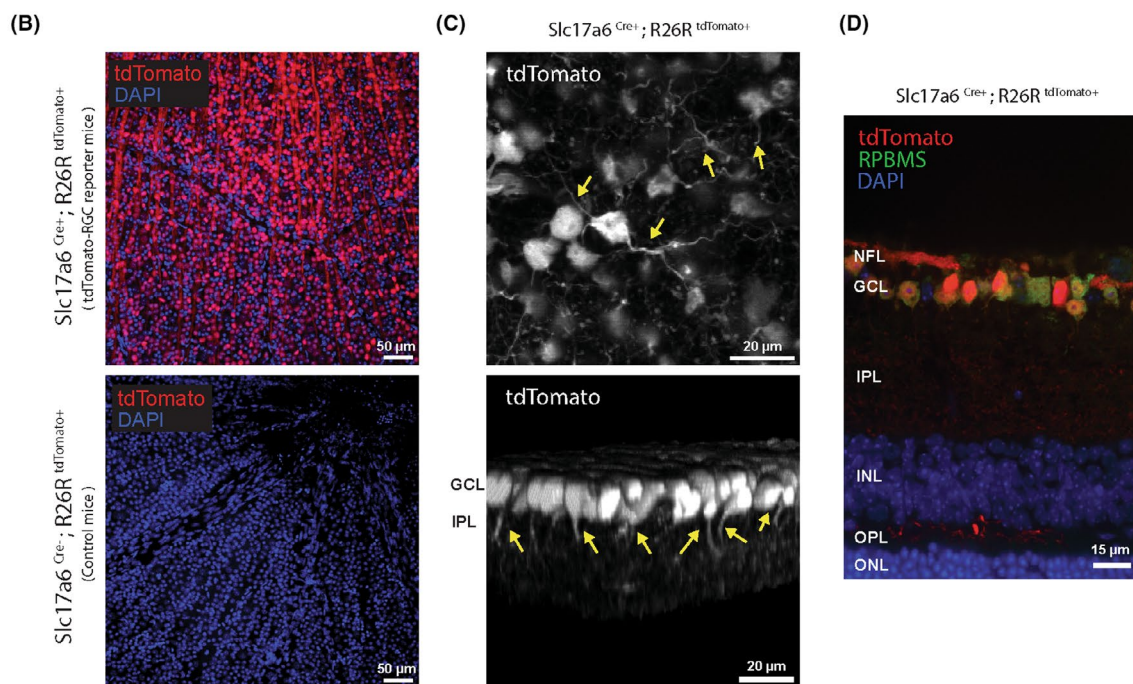 (B)
Slc17a6 Cre+; R26R tdTomato+
(tdTomato-RGC reporter mice)
tdTomato
DAPI
50 µm
Slc17a6 Cre-; R26R tdTomato+
(Control mice)
tdTomato
DAPI
50 µm
(C)
Slc17a6 Cre+; R26R tdTomato+
tdTomato
20 µm
tdTomato
GCL
IPL
20 µm
(D)
Slc17a6 Cre+; R26R tdTomato+
tdTomato
RPBMS
DAPI
NFL
GCL
IPL
INL
OPL
ONL
15 µm